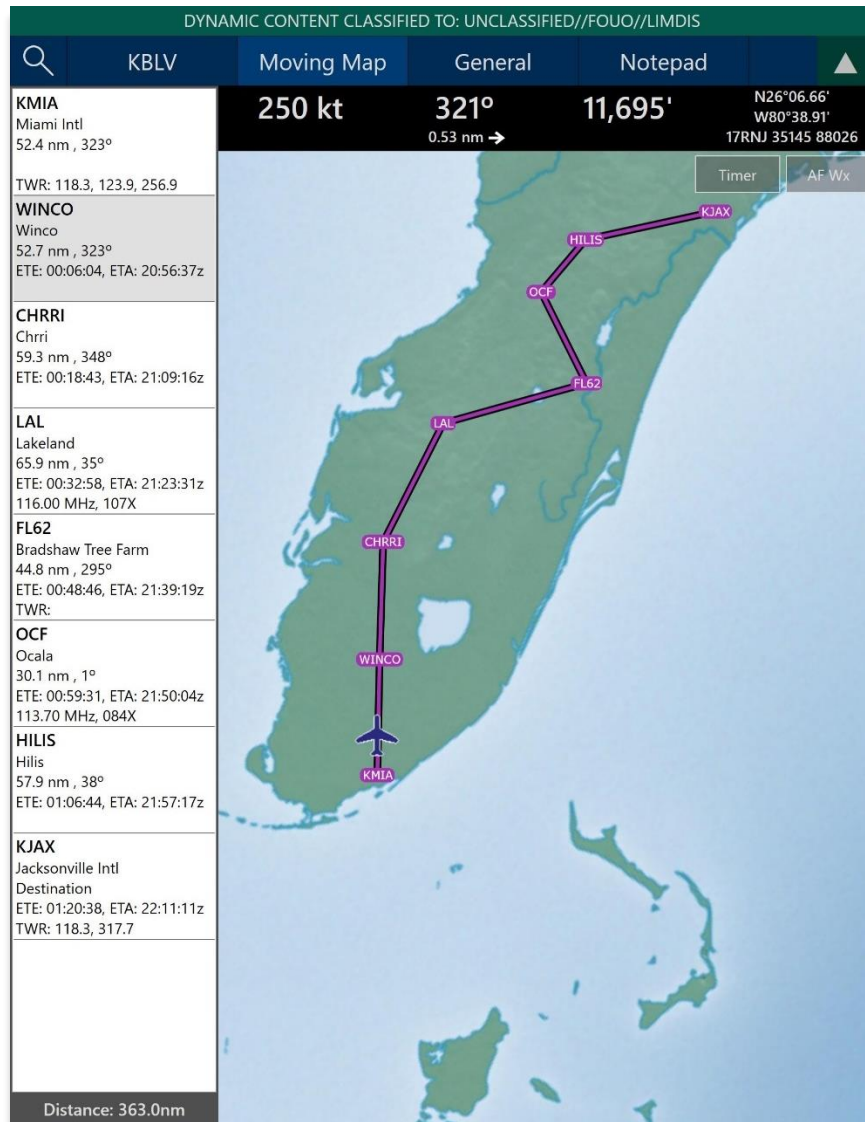 DYNAMIC CONTENT CLASSIFIED TO: UNCLASSIFIED//FOUO//LIMDIS
KBLV
Moving Map
General
Notepad
250 kt
321°
0.53 nm →
11,695'
N26°06.66'
W80°38.91'
17RNJ 35145 88026
Timer
AF Wx
KMIA
Miami Intl
52.4 nm , 323°
TWR: 118.3, 123.9, 256.9
WINCO
Winco
52.7 nm , 323°
ETE: 00:06:04, ETA: 20:56:37z
CHRRI
Chrri
59.3 nm , 348°
ETE: 00:18:43, ETA: 21:09:16z
LAL
Lakeland
65.9 nm , 35°
ETE: 00:32:58, ETA: 21:23:31z
116.00 MHz, 107X
FL62
Bradshaw Tree Farm
44.8 nm , 295°
ETE: 00:48:46, ETA: 21:39:19z
TWR:
OCF
Ocala
30.1 nm , 1°
ETE: 00:59:31, ETA: 21:50:04z
113.70 MHz, 084X
HILIS
Hilis
57.9 nm , 38°
ETE: 01:06:44, ETA: 21:57:17z
KJAX
Jacksonville Intl
Destination
ETE: 01:20:38, ETA: 22:11:11z
TWR: 118.3, 317.7
Distance: 363.0nm
KJAX
HILIS
OCF
FL62
LAL
CHRRI
WINCO
KMIA